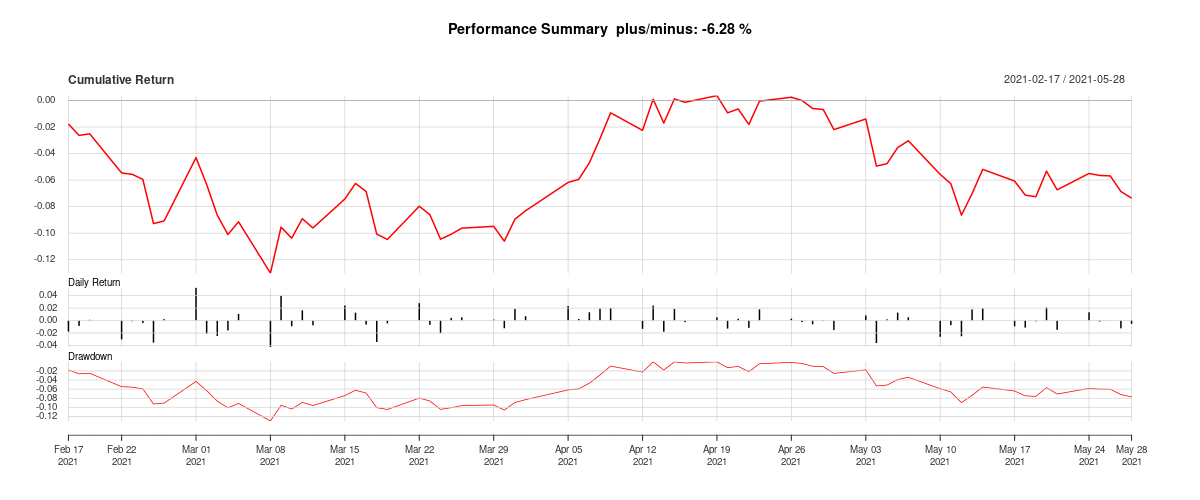 Performance Summary  plus/minus: -6.28 %
Cumulative Return
2021-02-17 / 2021-05-28
0.00
-0.02
-0.04
-0.06
-0.08
-0.10
-0.12
Daily Return
0.04
0.02
0.00
-0.02
-0.04
Drawdown
-0.02
-0.04
-0.06
-0.08
-0.10
-0.12
Feb 17 Feb 22 Mar 01 Mar 08 Mar 15 Mar 22 Mar 29 Apr 05 Apr 12 Apr 19 Apr 26 May 03 May 10 May 17 May 24 May 28
2021 2021 2021 2021 2021 2021 2021 2021 2021 2021 2021 2021 2021 2021 2021 2021